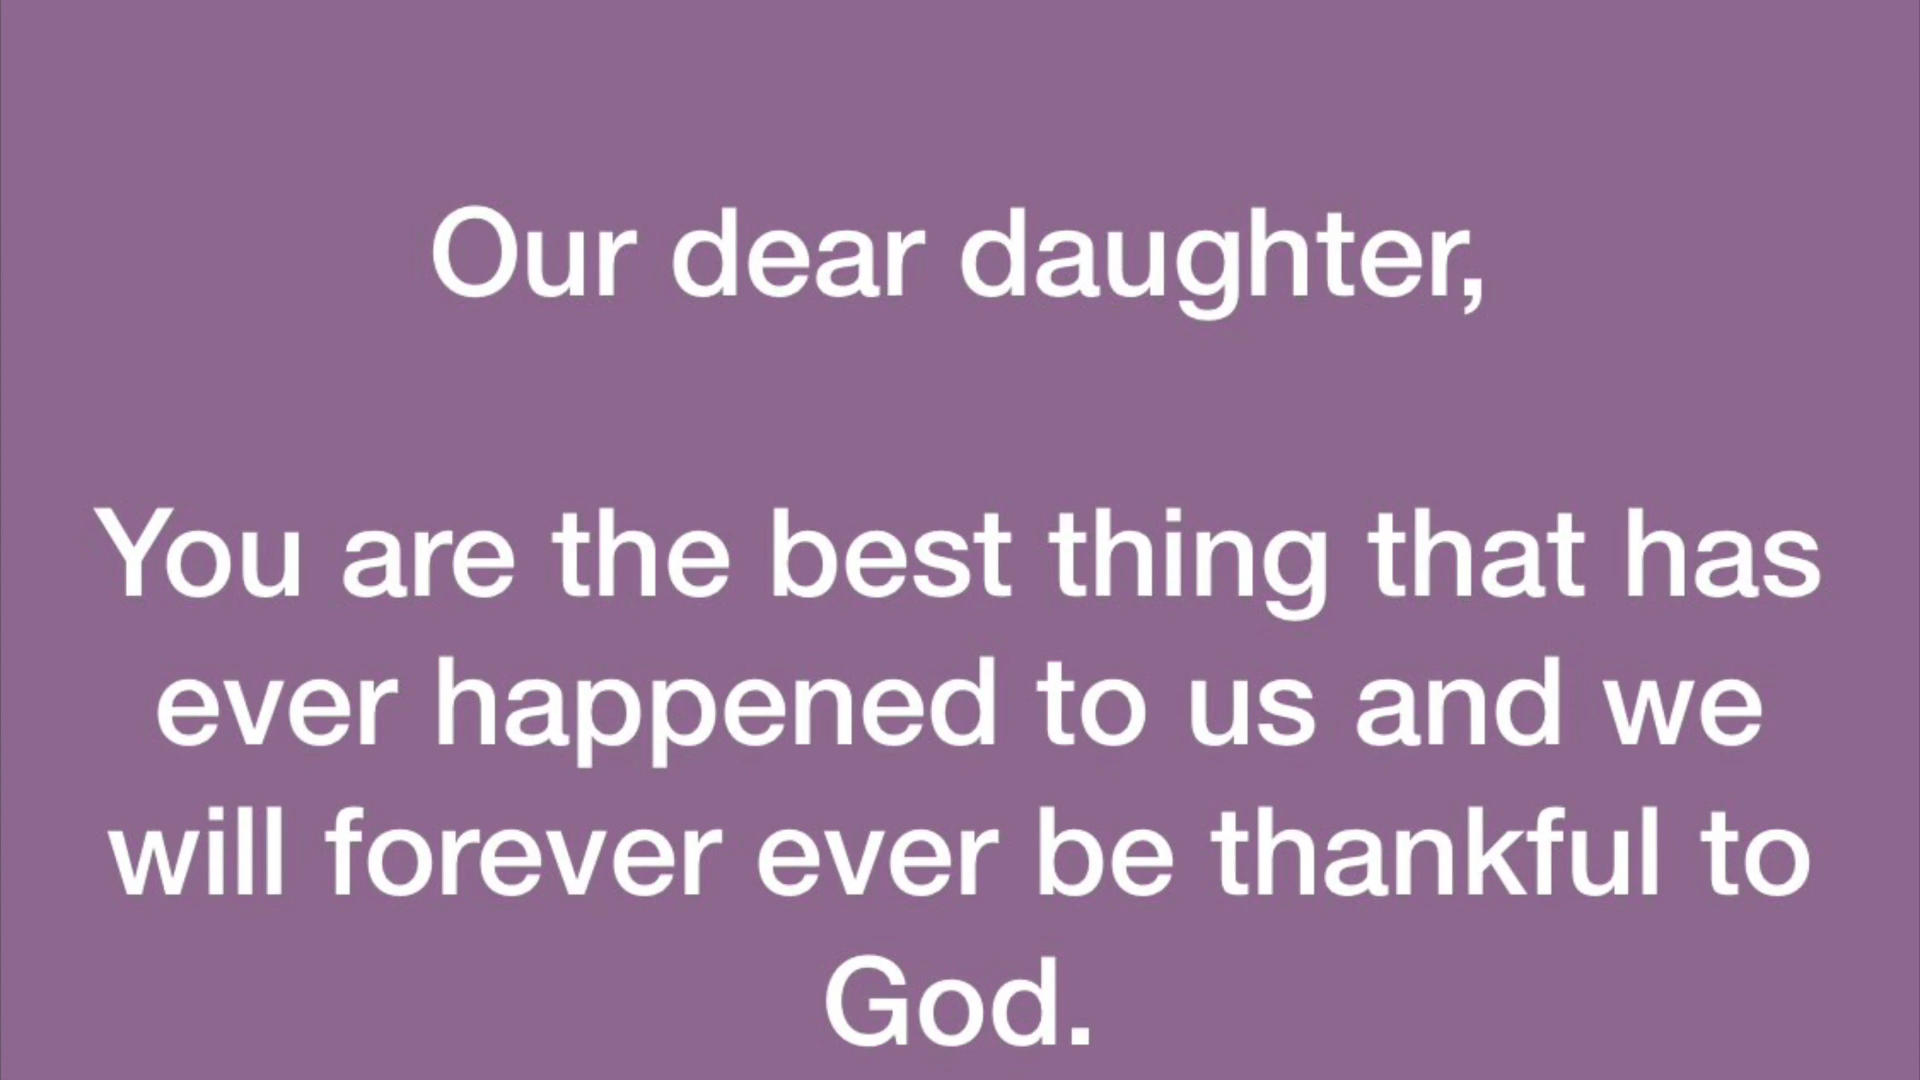 Our dear daughter,
You are the best thing that has
ever happened to us and we
will forever ever be thankful to
God.